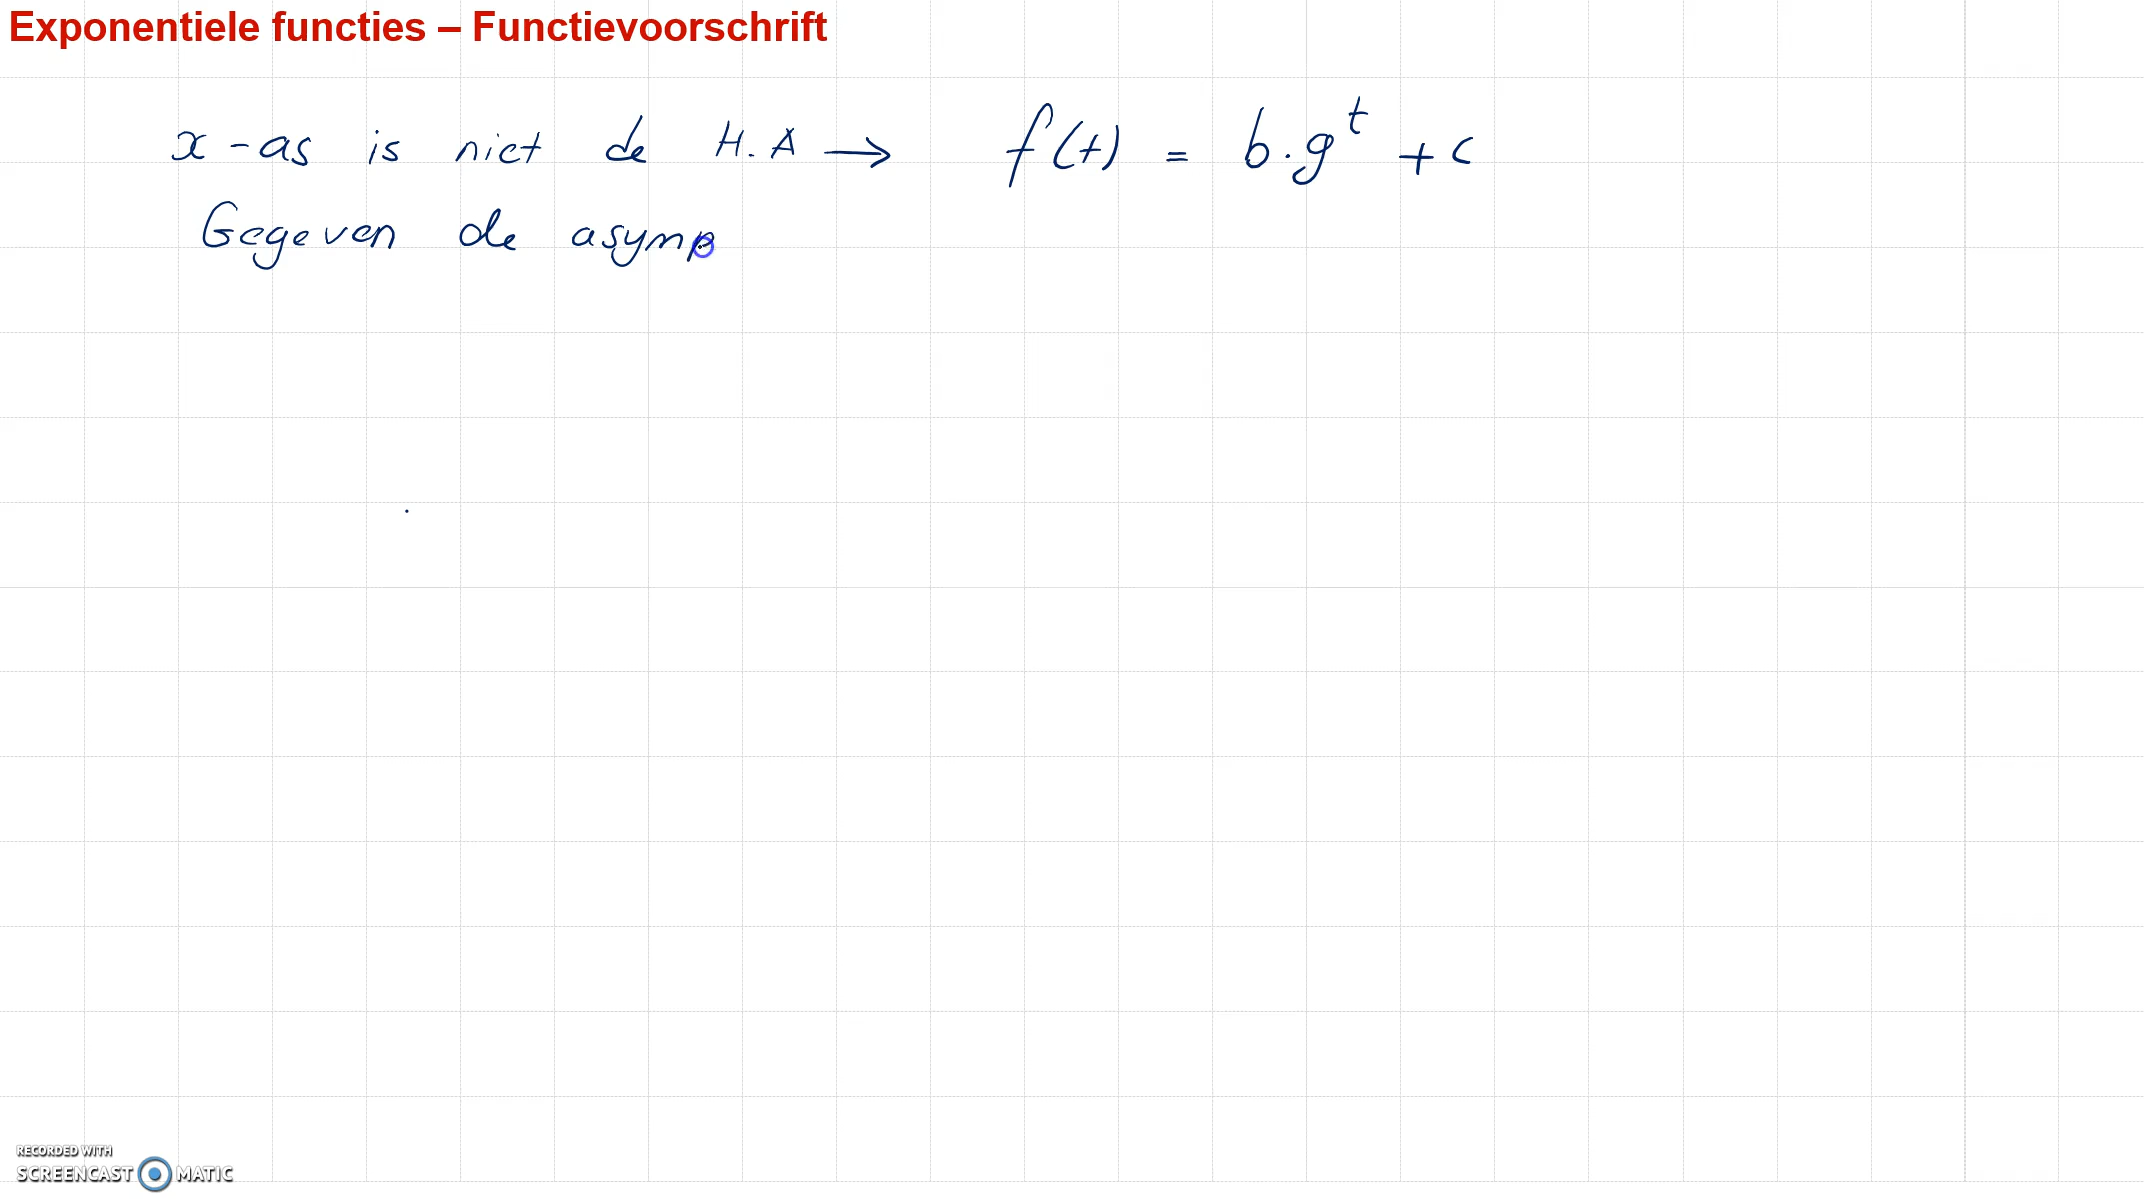 Exponentiele functies – Functievoorschrift
x-as is niet de H.A → f(t) = b·g^t + c
Gegeven de asymp
RECORDED WITH
SCREENCAST MATIC